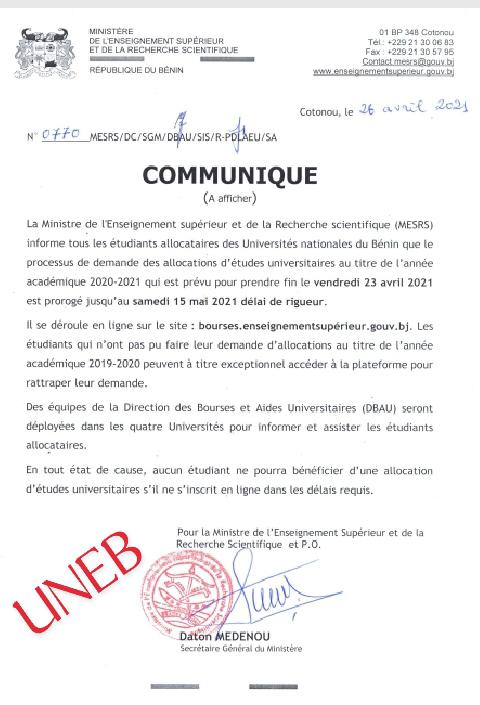 MINISTÈRE
DE L'ENSEIGNEMENT SUPÉRIEUR
ET DE LA RECHERCHE SCIENTIFIQUE
RÉPUBLIQUE DU BÉNIN
01 BP 348 Cotonou
Tél.: +229 21 30 06 83
Fax : +229 21 30 57 95
Contact.mesrs@gouv.bj
www.enseignementsuperieur.gouv.bj
Cotonou, le 26 avril 2021
N° 0770 MESRS/DC/SGM/DBAU/SIS/R-PDLAEU/SA
COMMUNIQUE
(A afficher)
La Ministre de l'Enseignement supérieur et de la Recherche scientifique (MESRS)
informe tous les étudiants allocataires des Universités nationales du Bénin que le
processus de demande des allocations d'études universitaires au titre de l'année
académique 2020-2021 qui est prévu pour prendre fin le vendredi 23 avril 2021
est prorogé jusqu'au samedi 15 mai 2021 délai de rigueur.
Il se déroule en ligne sur le site : bourses.enseignementsupérieur.gouv.bj. Les
étudiants qui n'ont pas pu faire leur demande d'allocations au titre de l'année
académique 2019-2020 peuvent à titre exceptionnel accéder à la plateforme pour
rattraper leur demande.
Des équipes de la Direction des Bourses et Aides Universitaires (DBAU) seront
déployées dans les quatre Universités pour informer et assister les étudiants
allocataires.
En tout état de cause, aucun étudiant ne pourra bénéficier d'une allocation
d'études universitaires s'il ne s'inscrit en ligne dans les délais requis.
Pour la Ministre de l'Enseignement Supérieur et de la
Recherche Scientifique et P.O.
UNEB
Daton MEDENOU
Secrétaire Général du Ministère